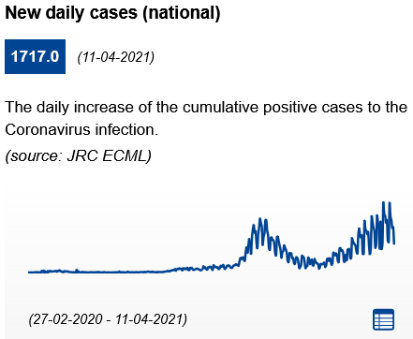 New daily cases (national)
1717.0 (11-04-2021)
The daily increase of the cumulative positive cases to the
Coronavirus infection.
(source: JRC ECML)
(27-02-2020 - 11-04-2021)